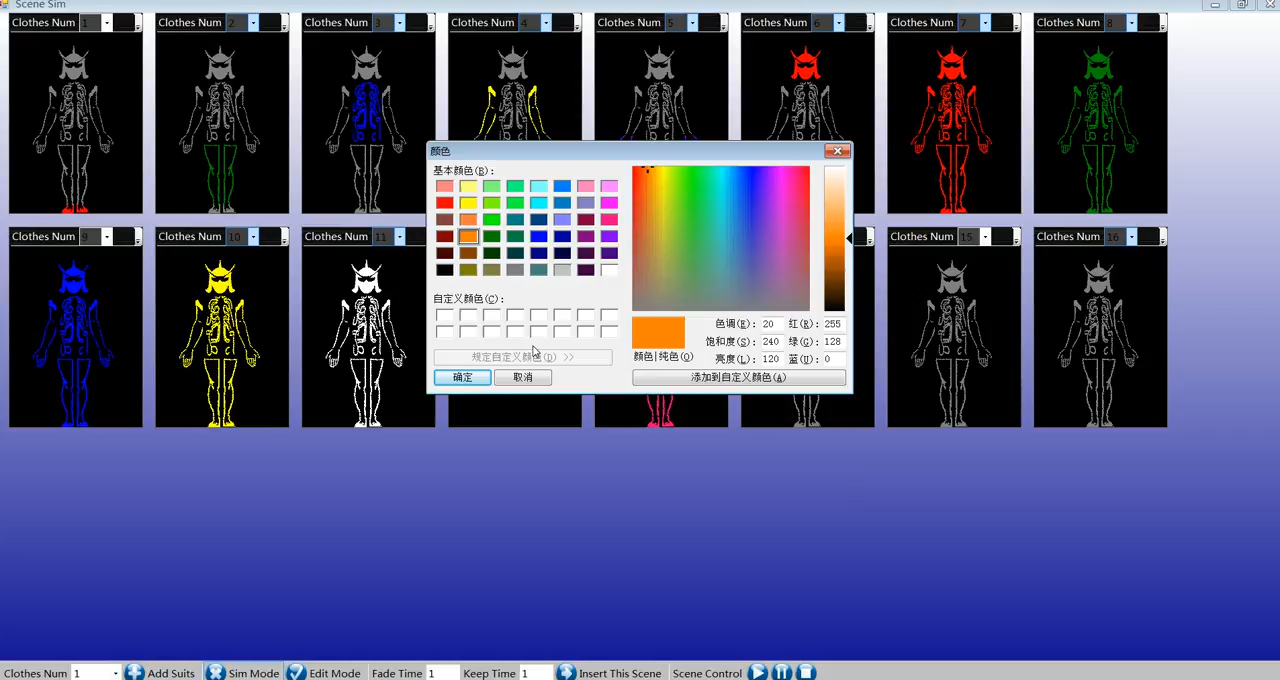 Scene Sim
Clothes Num 1
Clothes Num 2
Clothes Num 3
Clothes Num 4
Clothes Num 5
Clothes Num 6
Clothes Num 7
Clothes Num 8
颜色
基本颜色(B):
自定义颜色(C):
规定自定义颜色(D) >>
确定
取消
颜色|纯色(O)
色调(E): 20
饱和度(S): 240
亮度(L): 120
红(R): 255
绿(G): 128
蓝(U): 0
添加到自定义颜色(A)
Clothes Num 9
Clothes Num 10
Clothes Num 11
15
Clothes Num 16
Clothes Num 1
Add Suits
Sim Mode
Edit Mode
Fade Time 1
Keep Time 1
Insert This Scene
Scene Control